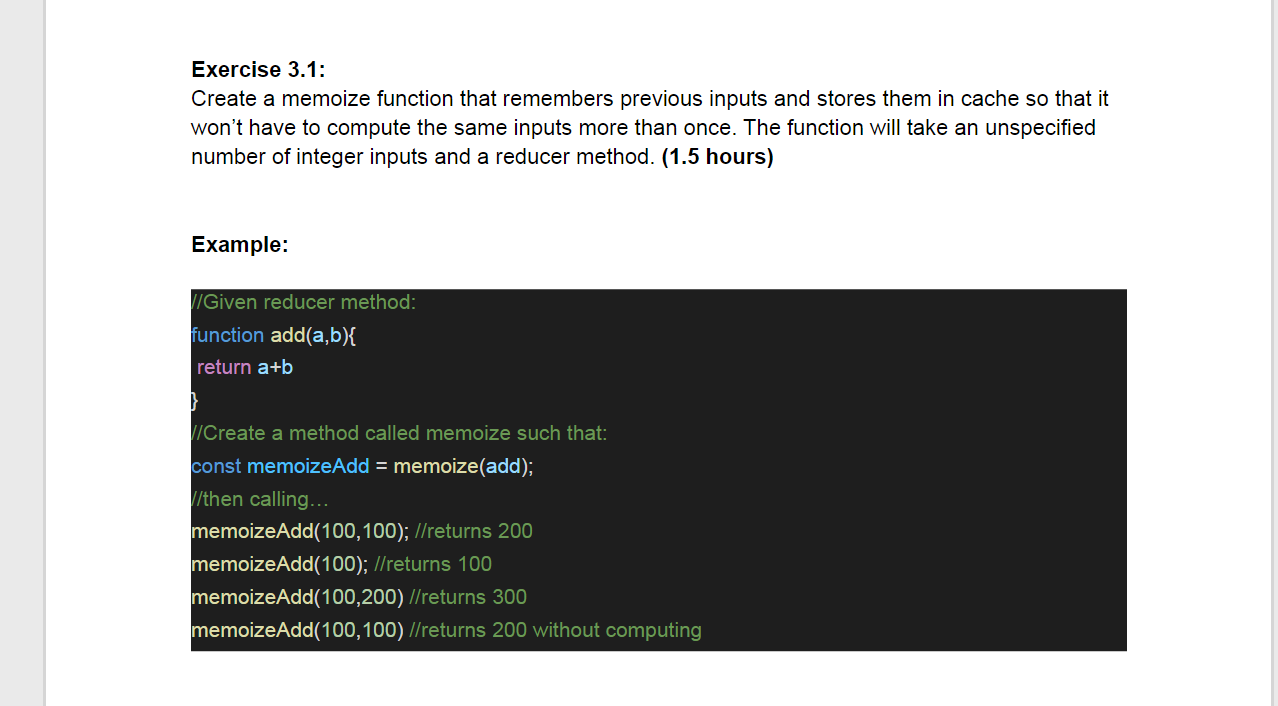 Exercise 3.1:
Create a memoize function that remembers previous inputs and stores them in cache so that it
won’t have to compute the same inputs more than once. The function will take an unspecified
number of integer inputs and a reducer method. (1.5 hours)
Example:
//Given reducer method:
function add(a,b){
 return a+b
}
//Create a method called memoize such that:
const memoizeAdd = memoize(add);
//then calling…
memoizeAdd(100,100); //returns 200
memoizeAdd(100); //returns 100
memoizeAdd(100,200) //returns 300
memoizeAdd(100,100) //returns 200 without computing